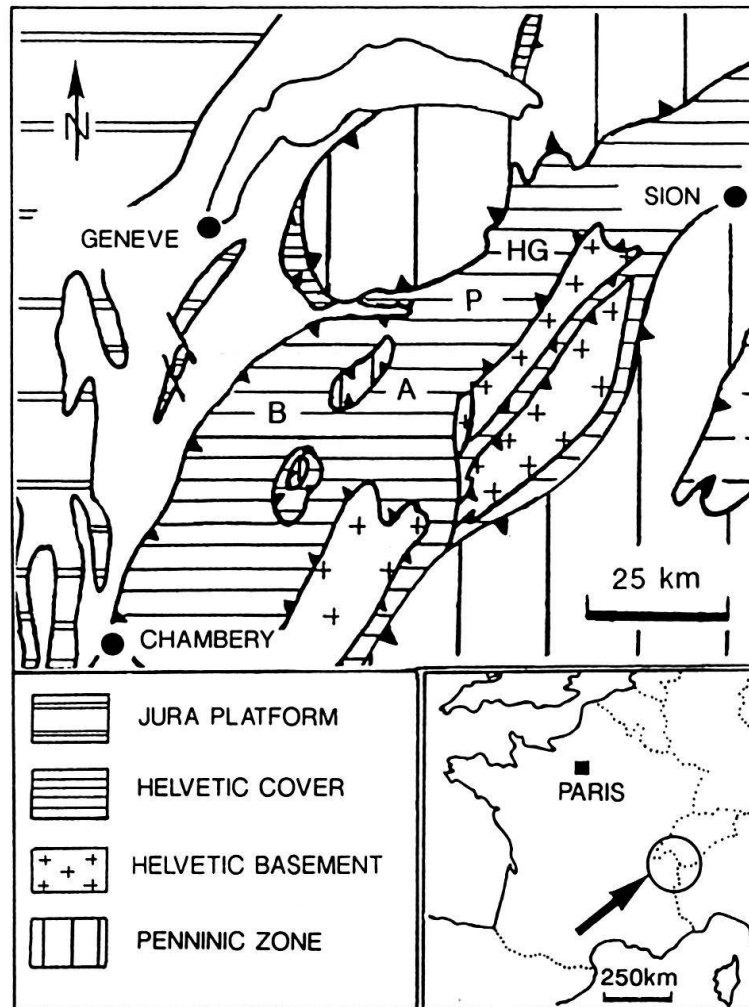 N
GENEVE
SION
HG
P
A
B
25 km
CHAMBERY
JURA PLATFORM
HELVETIC COVER
HELVETIC BASEMENT
PENNINIC ZONE
PARIS
250km